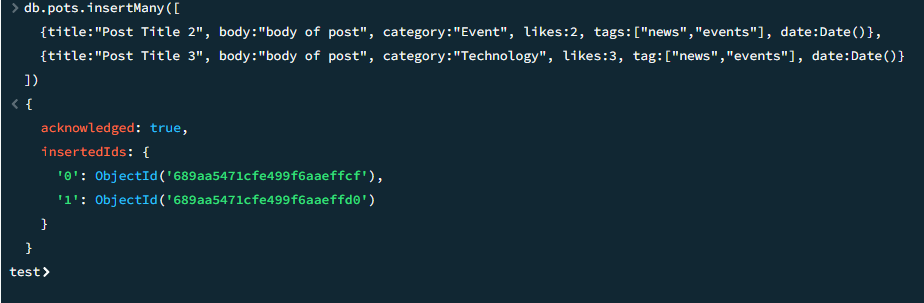 > db.pots.insertMany([
{title:"Post Title 2", body:"body of post", category:"Event", likes:2, tags:["news","events"], date:Date()},
{title:"Post Title 3", body:"body of post", category:"Technology", likes:3, tag:["news","events"], date:Date()}
])
< {
acknowledged: true,
insertedIds: {
'0': ObjectId('689aa5471cfe499f6aaeffcf'),
'1': ObjectId('689aa5471cfe499f6aaeffd0')
}
}
test>